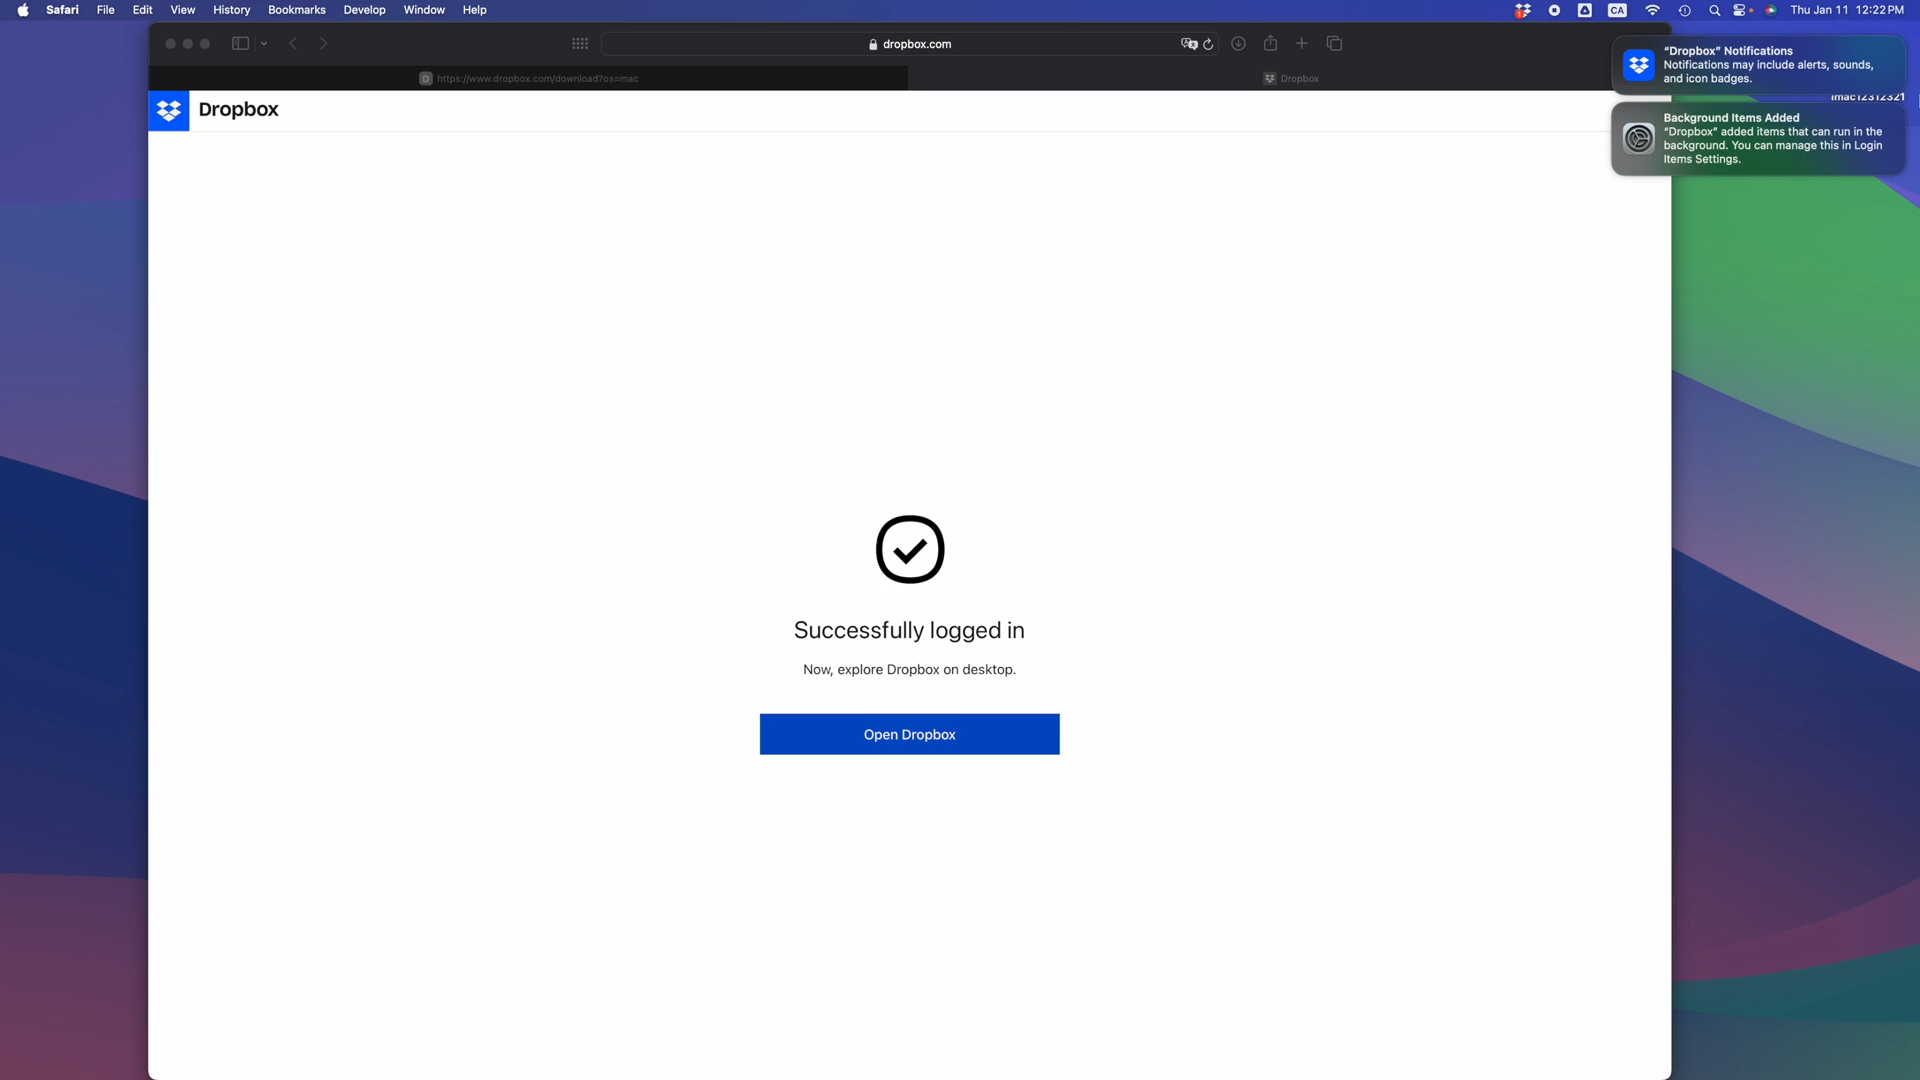 Safari File Edit View History Bookmarks Develop Window Help
CA
Thu Jan 11 12:22 PM
dropbox.com
D https://www.dropbox.com/download?os=mac
Dropbox
Dropbox
"Dropbox" Notifications
Notifications may include alerts, sounds,
and icon badges.
imac12312321
Background Items Added
"Dropbox" added items that can run in the
background. You can manage this in Login
Items Settings.
Successfully logged in
Now, explore Dropbox on desktop.
Open Dropbox